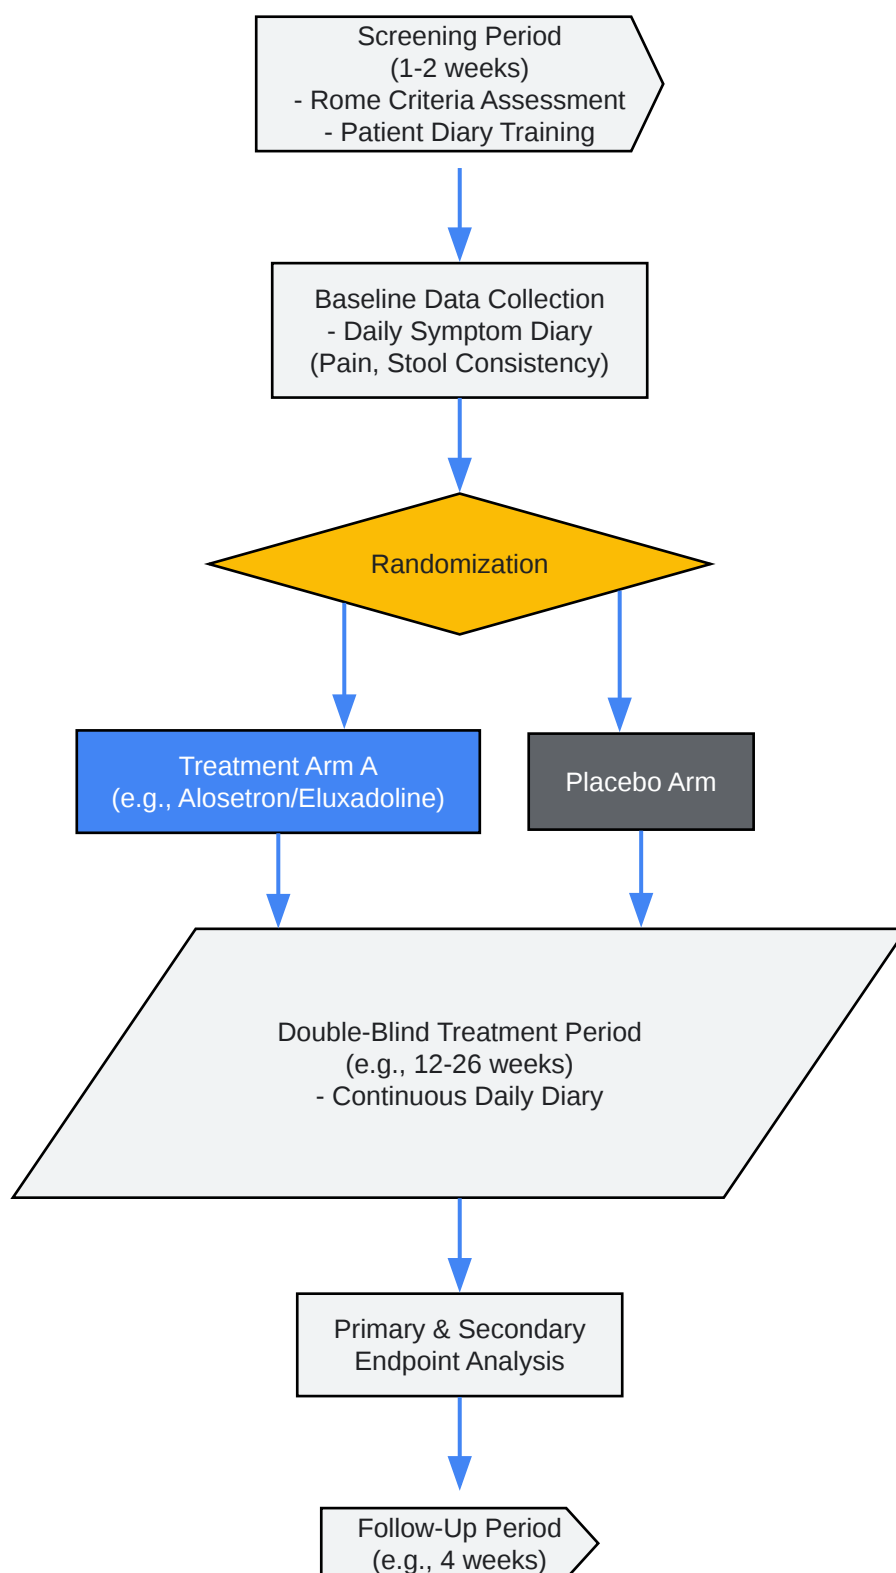 Screening Period
(1-2 weeks)
- Rome Criteria Assessment
- Patient Diary Training
Baseline Data Collection
- Daily Symptom Diary
(Pain, Stool Consistency)
Randomization
Treatment Arm A
(e.g., Alosetron/Eluxadoline)
Placebo Arm
Double-Blind Treatment Period
(e.g., 12-26 weeks)
- Continuous Daily Diary
Primary & Secondary
Endpoint Analysis
Follow-Up Period
(e.g., 4 weeks)